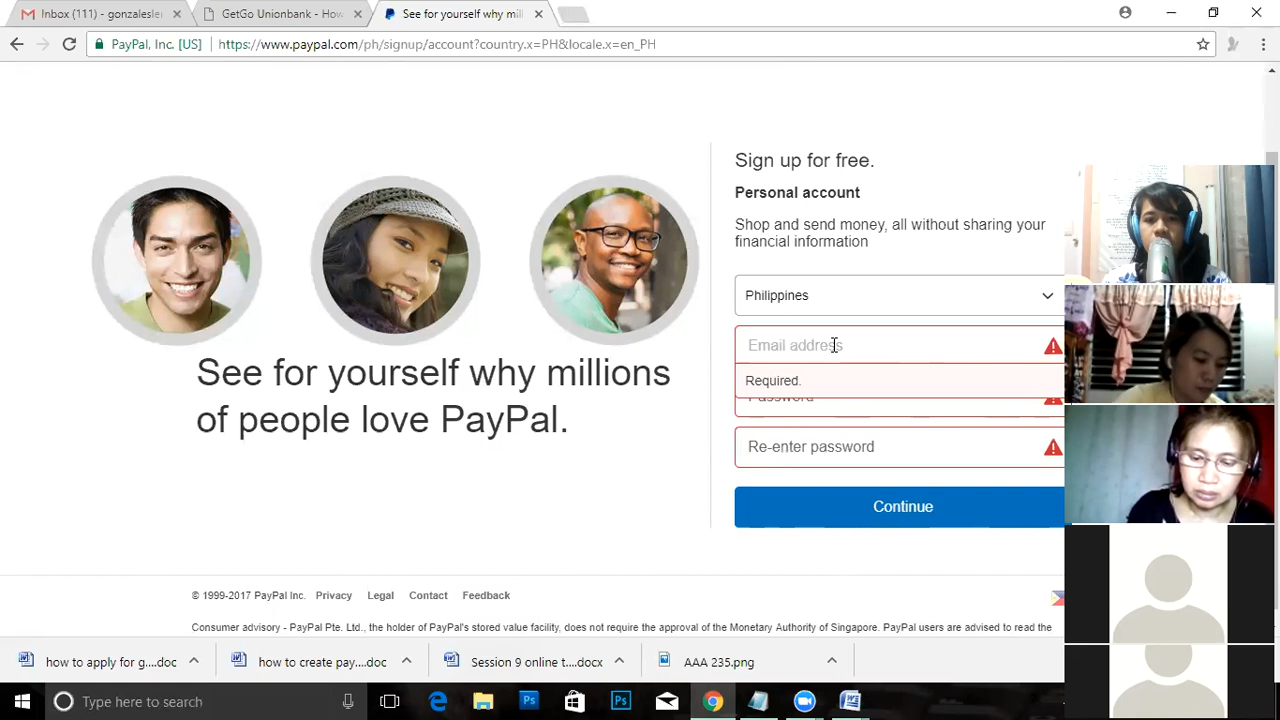 Inbox (111) - gonzalesler
GetGo Unionbank - How
See for yourself why mill
PayPal, Inc. [US]
https://www.paypal.com/ph/signup/account?country.x=PH&locale.x=en_PH
Sign up for free.
Personal account
Shop and send money, all without sharing your
financial information
Philippines
Email address
Required.
Password
Re-enter password
Continue
See for yourself why millions
of people love PayPal.
© 1999-2017 PayPal Inc.
Privacy
Legal
Contact
Feedback
Consumer advisory - PayPal Pte. Ltd., the holder of PayPal's stored value facility, does not require the approval of the Monetary Authority of Singapore. PayPal users are advised to read the
how to apply for g....doc
how to create pay....doc
Session 9 online t....docx
AAA 235.png
Type here to search